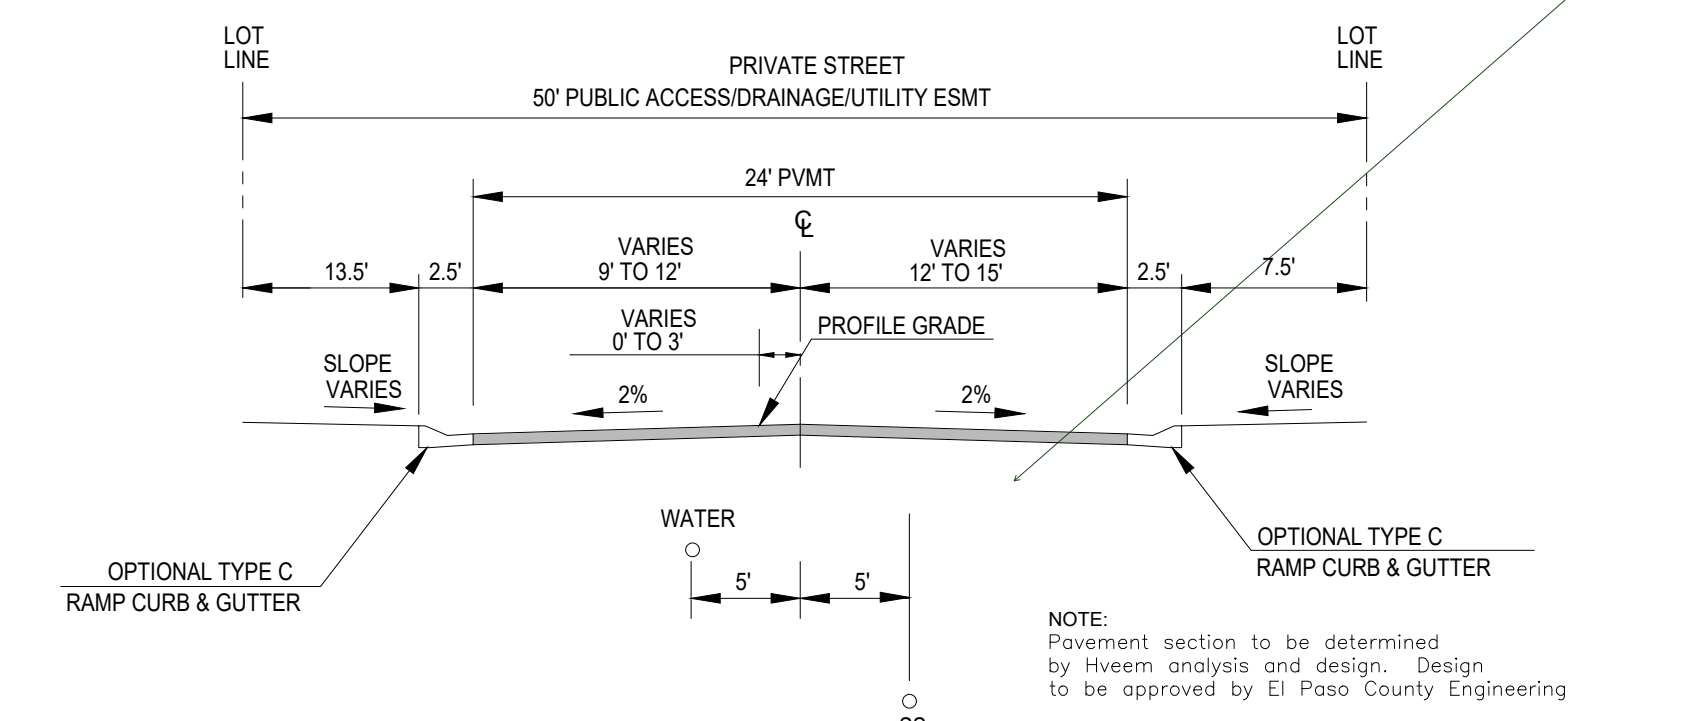 LOT
LINE
LOT
LINE
PRIVATE STREET
50' PUBLIC ACCESS/DRAINAGE/UTILITY ESMT
24' PVMT
℄
VARIES
9' TO 12'
VARIES
12' TO 15'
13.5'
2.5'
2.5'
7.5'
VARIES
0' TO 3'
PROFILE GRADE
SLOPE
VARIES
2%
2%
SLOPE
VARIES
WATER
5'
5'
OPTIONAL TYPE C
RAMP CURB & GUTTER
OPTIONAL TYPE C
RAMP CURB & GUTTER
NOTE:
Pavement section to be determined
by Hveem analysis and design. Design
to be approved by El Paso County Engineering